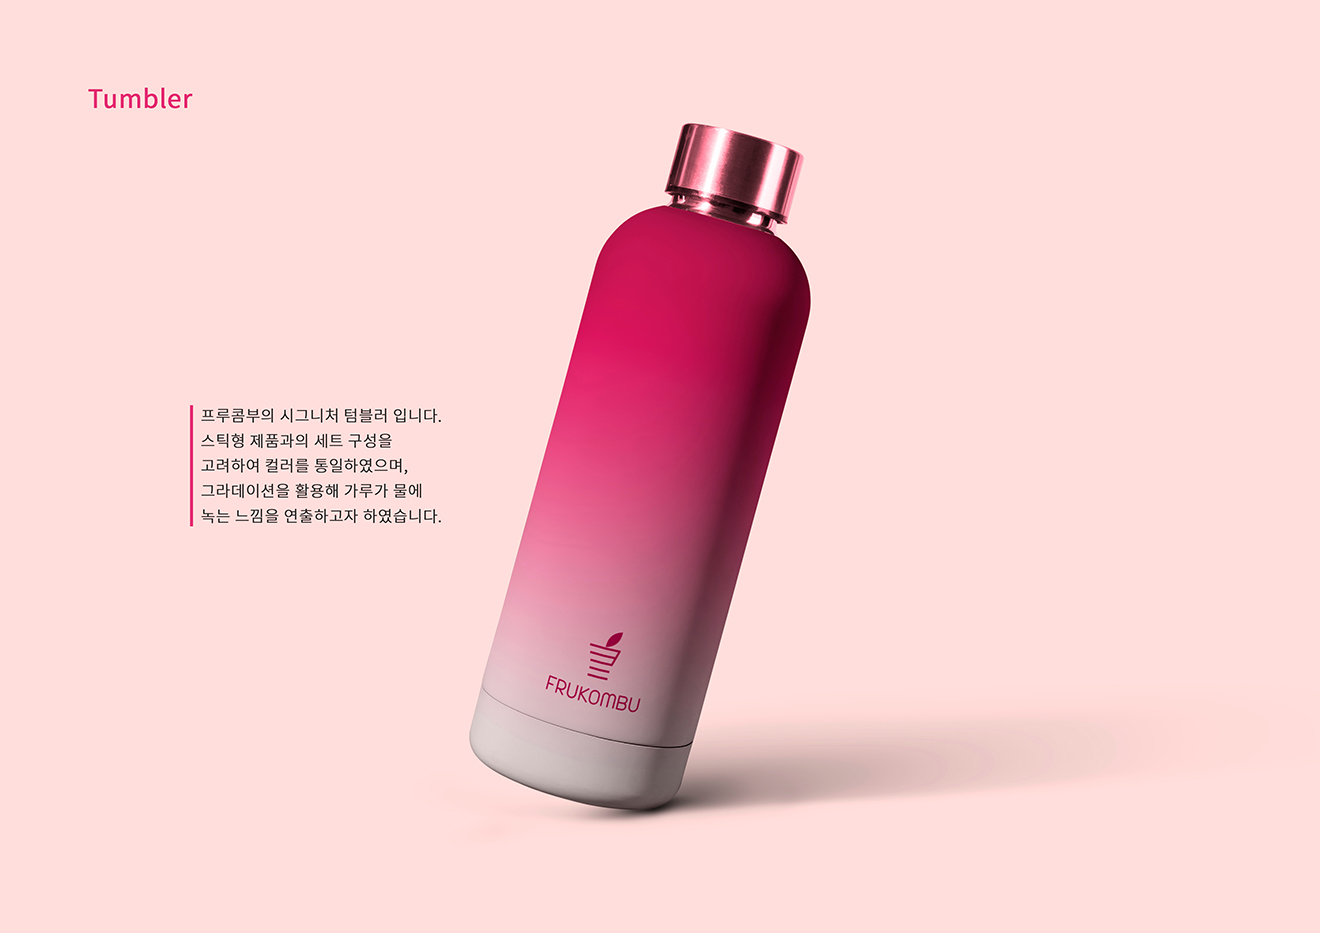 Tumbler
프루콤부의 시그니처 텀블러 입니다.
스틱형 제품과의 세트 구성을
고려하여 컬러를 통일하였으며,
그라데이션을 활용해 가루가 물에
녹는 느낌을 연출하고자 하였습니다.
FRUKOMBU